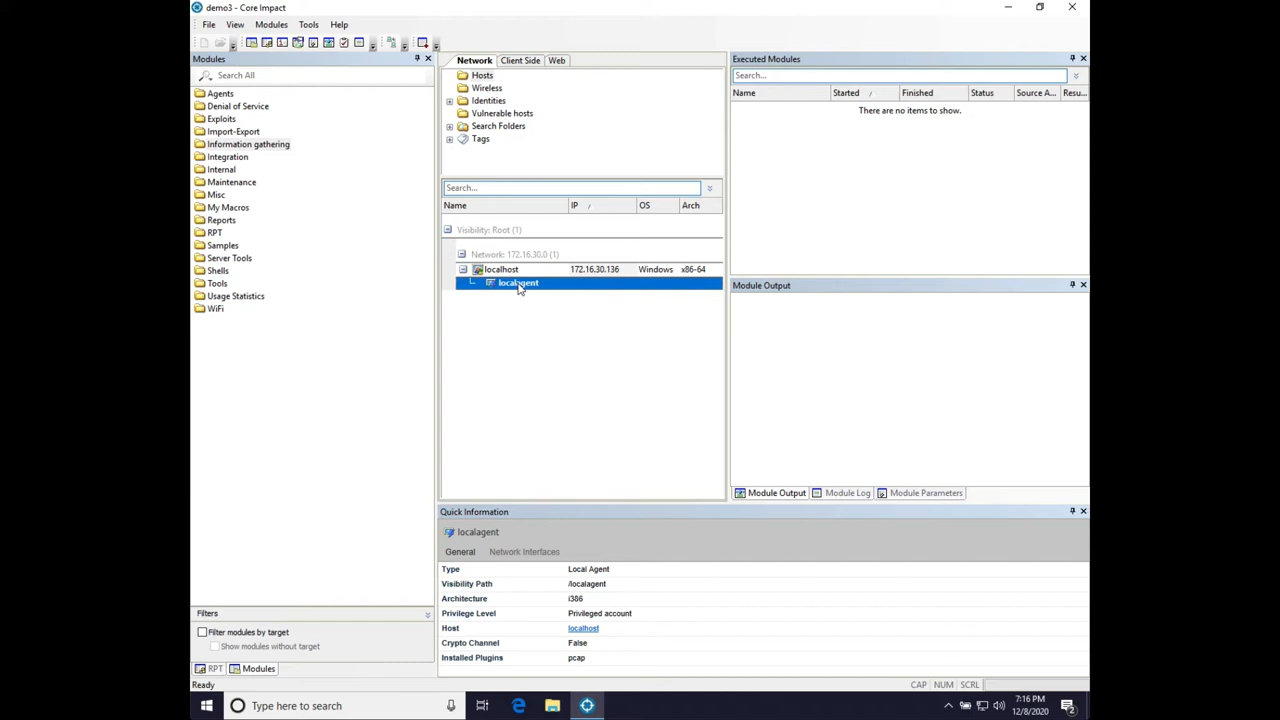 demo3 - Core Impact
File View Modules Tools Help
Modules
Search All
Agents
Denial of Service
Exploits
Import-Export
Information gathering
Integration
Internal
Maintenance
Misc
My Macros
Reports
RPT
Samples
Server Tools
Shells
Tools
Usage Statistics
WiFi
Filters
Filter modules by target
Show modules without target
RPT Modules
Network Client Side Web
Hosts
Wireless
Identities
Vulnerable hosts
Search Folders
Tags
Search...
Name IP OS Arch
Visibility: Root (1)
Network: 172.16.30.0 (1)
localhost 172.16.30.136 Windows x86-64
localagent
Executed Modules
Search...
Name Started Finished Status Source A... Resu...
There are no items to show.
Module Output
Module Output Module Log Module Parameters
Quick Information
localagent
General Network Interfaces
Type Local Agent
Visibility Path /localagent
Architecture i386
Privilege Level Privileged account
Host localhost
Crypto Channel False
Installed Plugins pcap
Ready CAP NUM SCRL
Type here to search
7:16 PM
12/8/2020
2